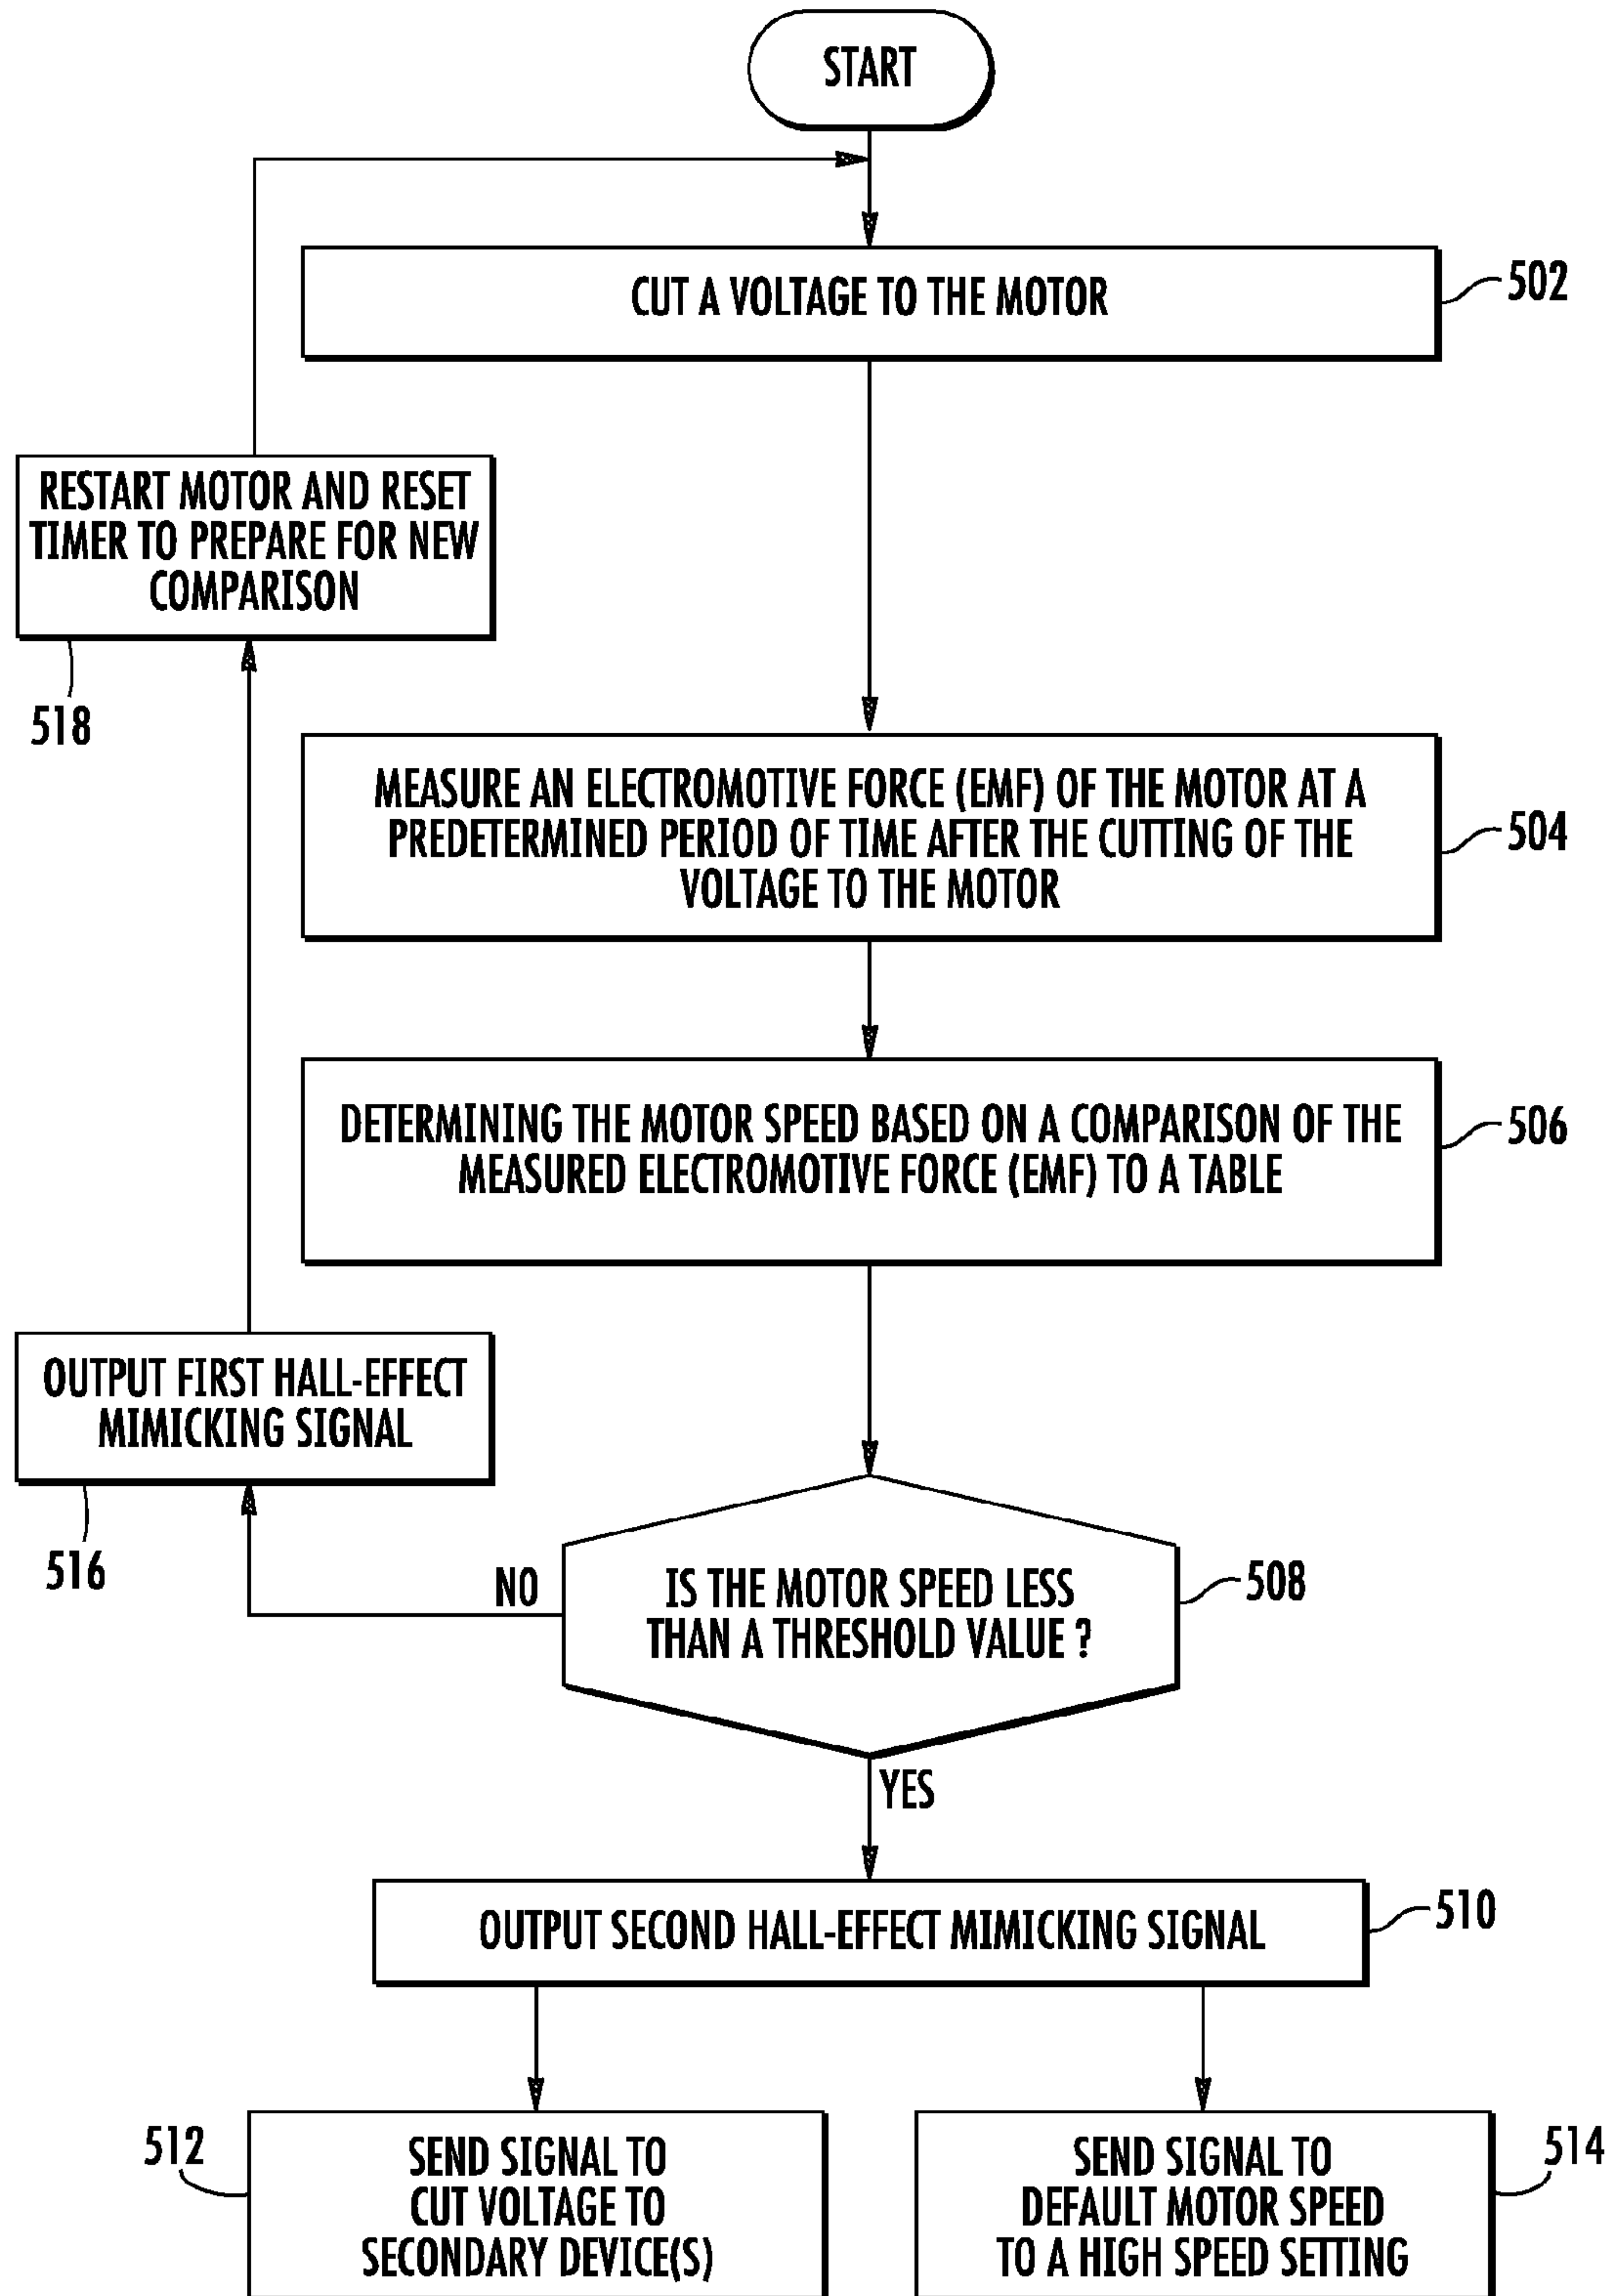 START
CUT A VOLTAGE TO THE MOTOR
502
RESTART MOTOR AND RESET
TIMER TO PREPARE FOR NEW
COMPARISON
518
MEASURE AN ELECTROMOTIVE FORCE (EMF) OF THE MOTOR AT A
PREDETERMINED PERIOD OF TIME AFTER THE CUTTING OF THE
VOLTAGE TO THE MOTOR
504
DETERMINING THE MOTOR SPEED BASED ON A COMPARISON OF THE
MEASURED ELECTROMOTIVE FORCE (EMF) TO A TABLE
506
OUTPUT FIRST HALL-EFFECT
MIMICKING SIGNAL
516
NO
IS THE MOTOR SPEED LESS
THAN A THRESHOLD VALUE ?
508
YES
OUTPUT SECOND HALL-EFFECT MIMICKING SIGNAL
510
512
SEND SIGNAL TO
CUT VOLTAGE TO
SECONDARY DEVICE(S)
SEND SIGNAL TO
DEFAULT MOTOR SPEED
TO A HIGH SPEED SETTING
514